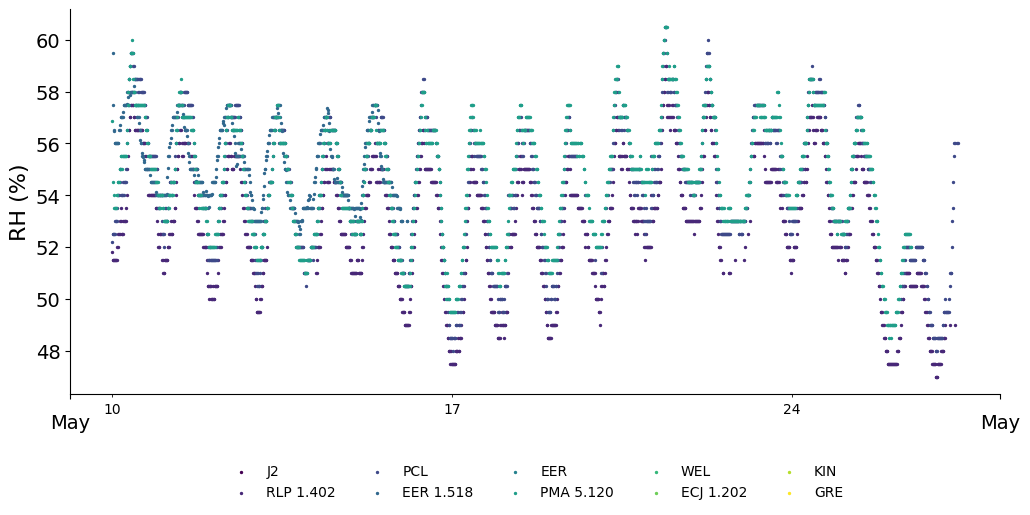 RH (%)
60
58
56
54
52
50
48
10 17 24
May May
J2 PCL EER WEL KIN
RLP 1.402 EER 1.518 PMA 5.120 ECJ 1.202 GRE